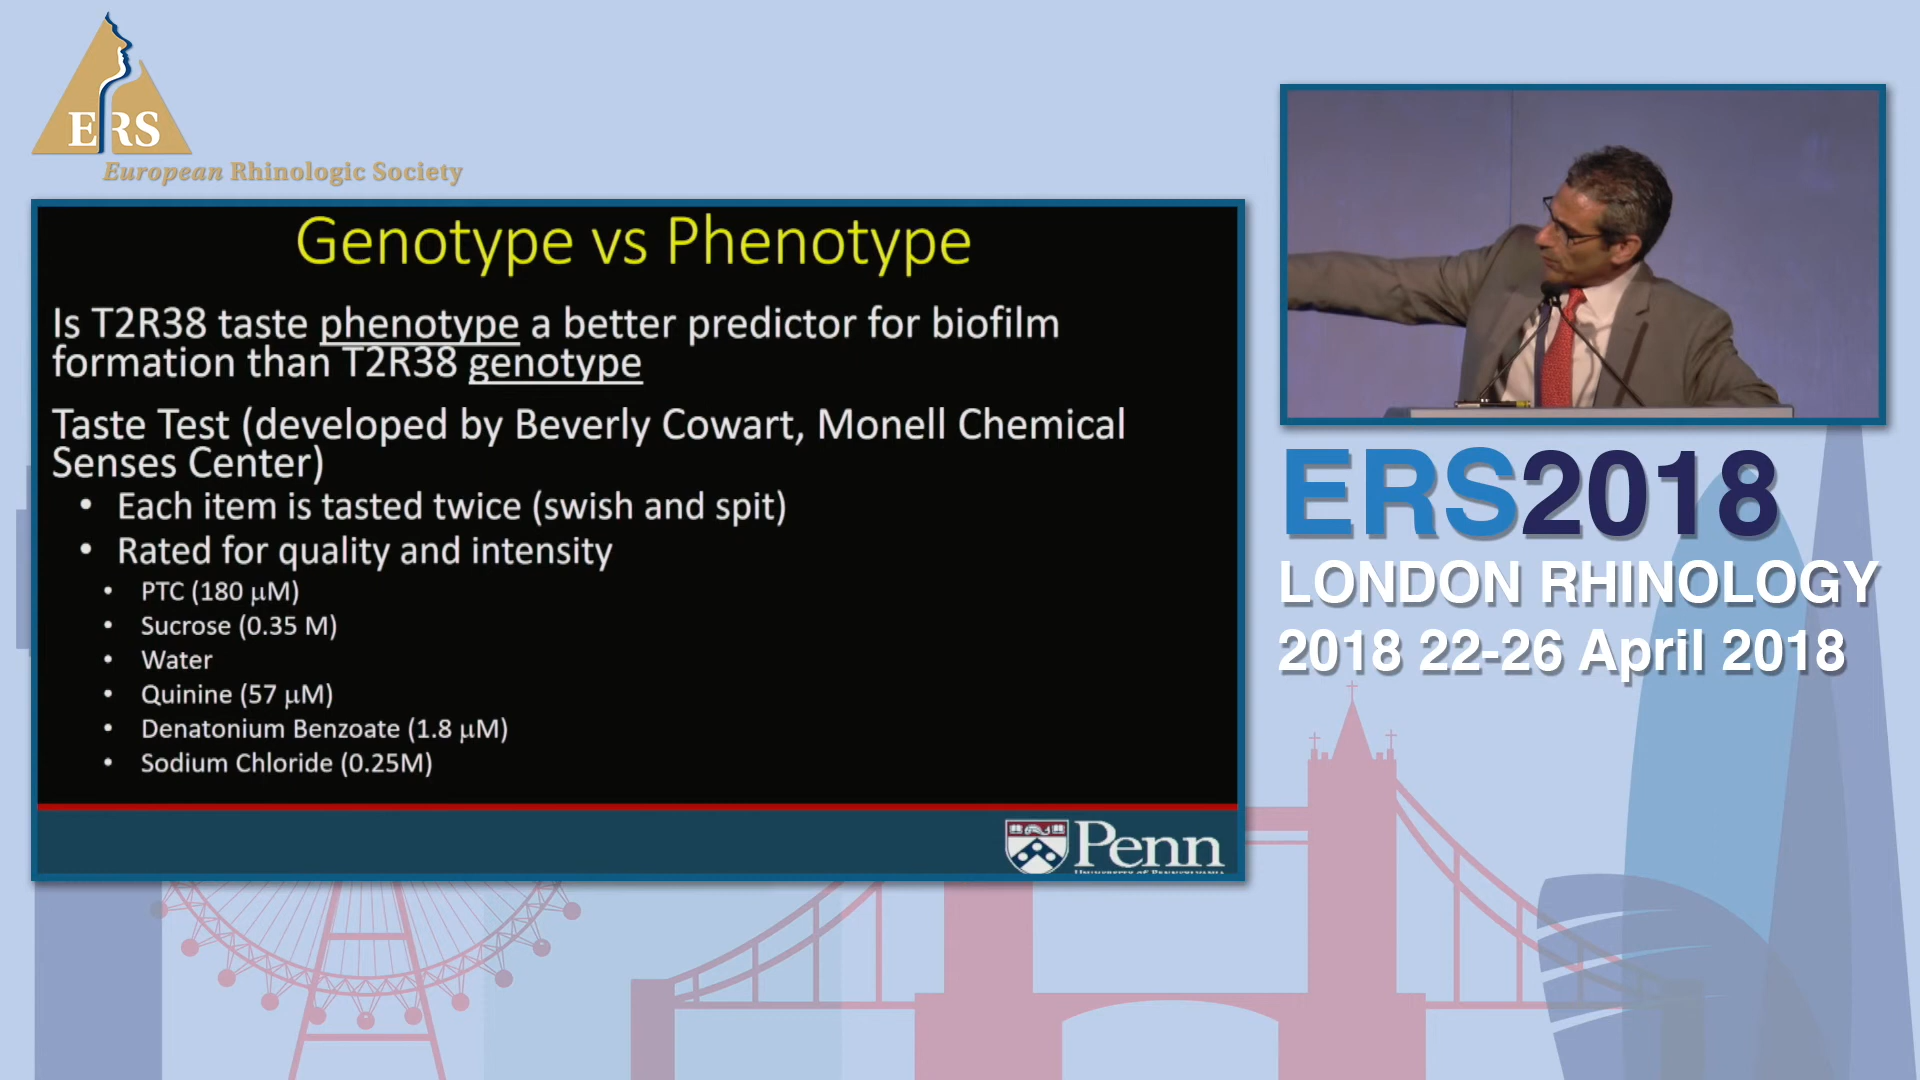 ERS
European Rhinologic Society
Genotype vs Phenotype
Is T2R38 taste phenotype a better predictor for biofilm
formation than T2R38 genotype
Taste Test (developed by Beverly Cowart, Monell Chemical
Senses Center)
• Each item is tasted twice (swish and spit)
• Rated for quality and intensity
• PTC (180 μM)
• Sucrose (0.35 M)
• Water
• Quinine (57 μM)
• Denatonium Benzoate (1.8 μM)
• Sodium Chloride (0.25M)
Penn
University of Pennsylvania
ERS2018
LONDON RHINOLOGY
2018 22-26 April 2018